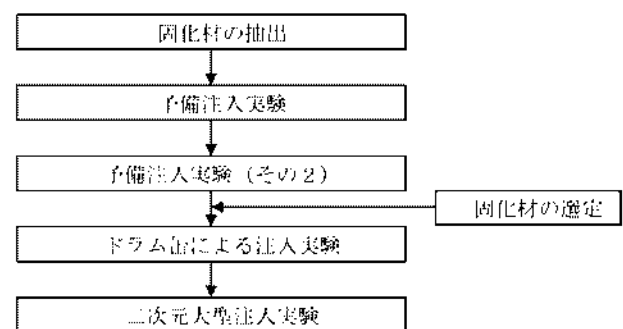 固化材の抽出
予備注入実験
予備注入実験（その２）
固化材の選定
ドラム缶による注入実験
二次元大型注入実験